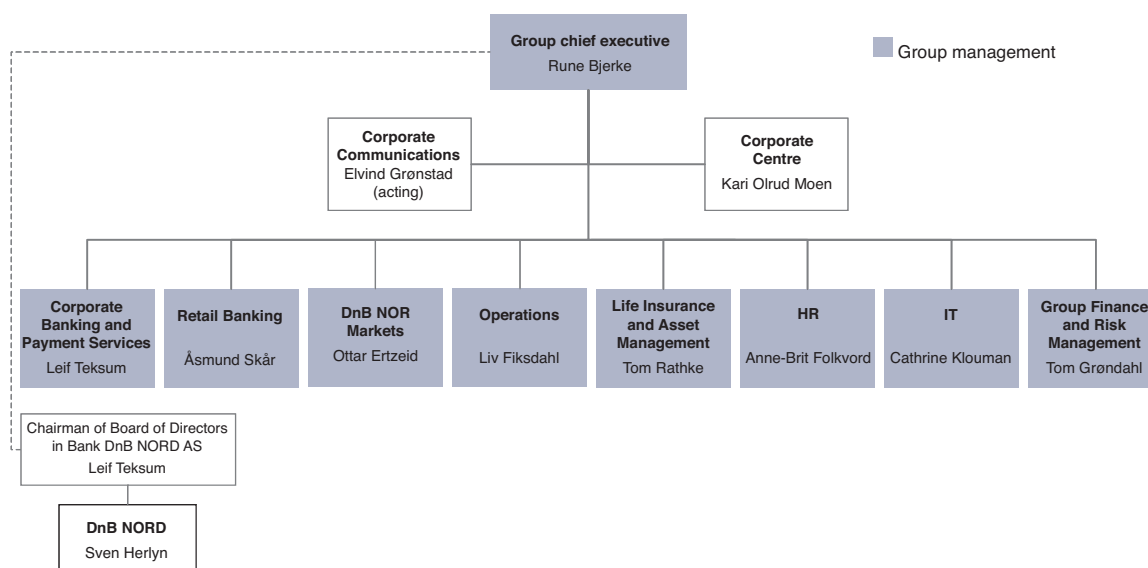 Group chief executive
Rune Bjerke
Group management
Corporate
Communications
Elvind Grønstad
(acting)
Corporate
Centre
Kari Olrud Moen
Corporate
Banking and
Payment Services
Leif Teksum
Retail Banking
Åsmund Skår
DnB NOR
Markets
Ottar Ertzeid
Operations
Liv Fiksdahl
Life Insurance
and Asset
Management
Tom Rathke
HR
Anne-Brit Folkvord
IT
Cathrine Klouman
Group Finance
and Risk
Management
Tom Grøndahl
Chairman of Board of Directors
in Bank DnB NORD AS
Leif Teksum
DnB NORD
Sven Herlyn